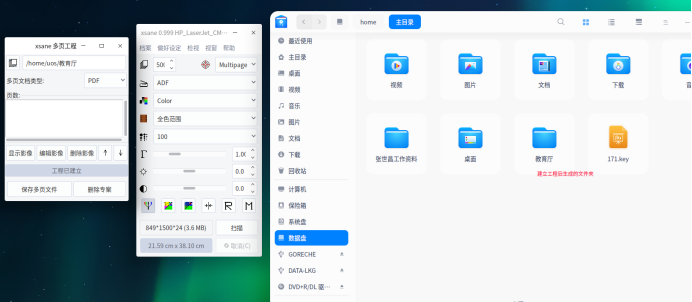 xsane 多页工程
/home/uos/教育厅
多页文档类型:
PDF
页数:
显示影像
编辑影像
删除影像
工程已建立
保存多页文件
删除专案
xsane 0.999 HP_LaserJet_CM···
档案
偏好设定
检视
视窗
帮助
Multipage
ADF
Color
全色范围
100
1.00
0.0
0.0
849*1500*24 (3.6 MB)
扫描
21.59 cm x 38.10 cm
取消(C)
home
主目录
最近使用
主目录
桌面
视频
音乐
图片
文档
下载
回收站
计算机
保险箱
系统盘
数据盘
GORECHE
DATA-LKG
DVD+R/DL 驱···
视频
图片
文档
下载
张世昌工作资料
桌面
教育厅
171.key
建立工程后生成的文件夹